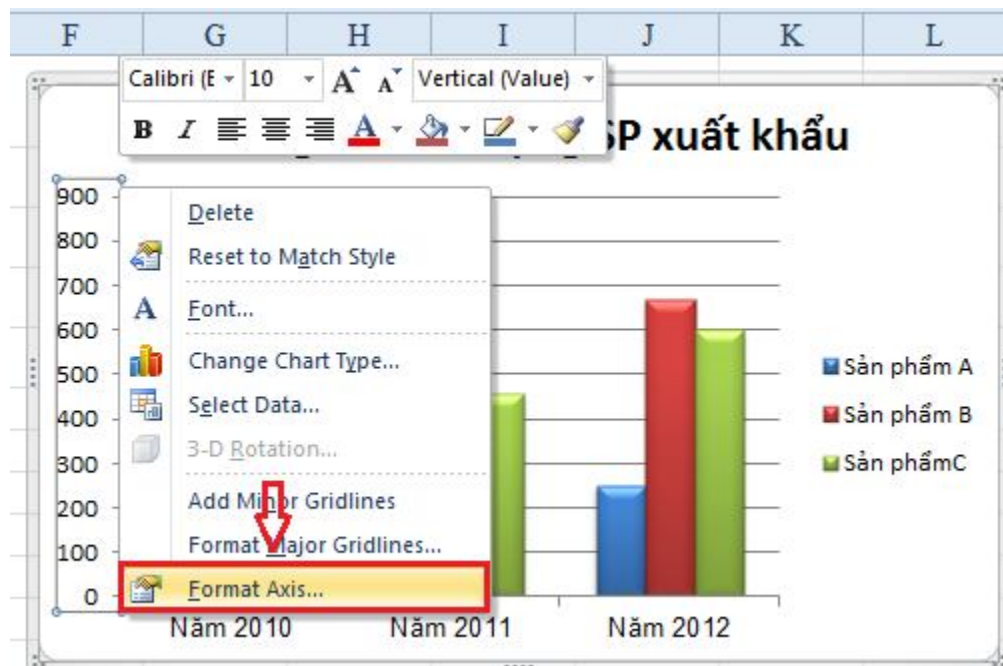 F G H I J K L
Calibri (E 10 A A Vertical (Value)
B I A
SP xuất khẩu
900
800
700
600
500
400
300
200
100
0
Delete
Reset to Match Style
A Font...
Change Chart Type...
Select Data...
3-D Rotation...
Add Minor Gridlines
Format Major Gridlines...
Format Axis...
Sản phẩm A
Sản phẩm B
Sản phẩmC
Năm 2010 Năm 2011 Năm 2012